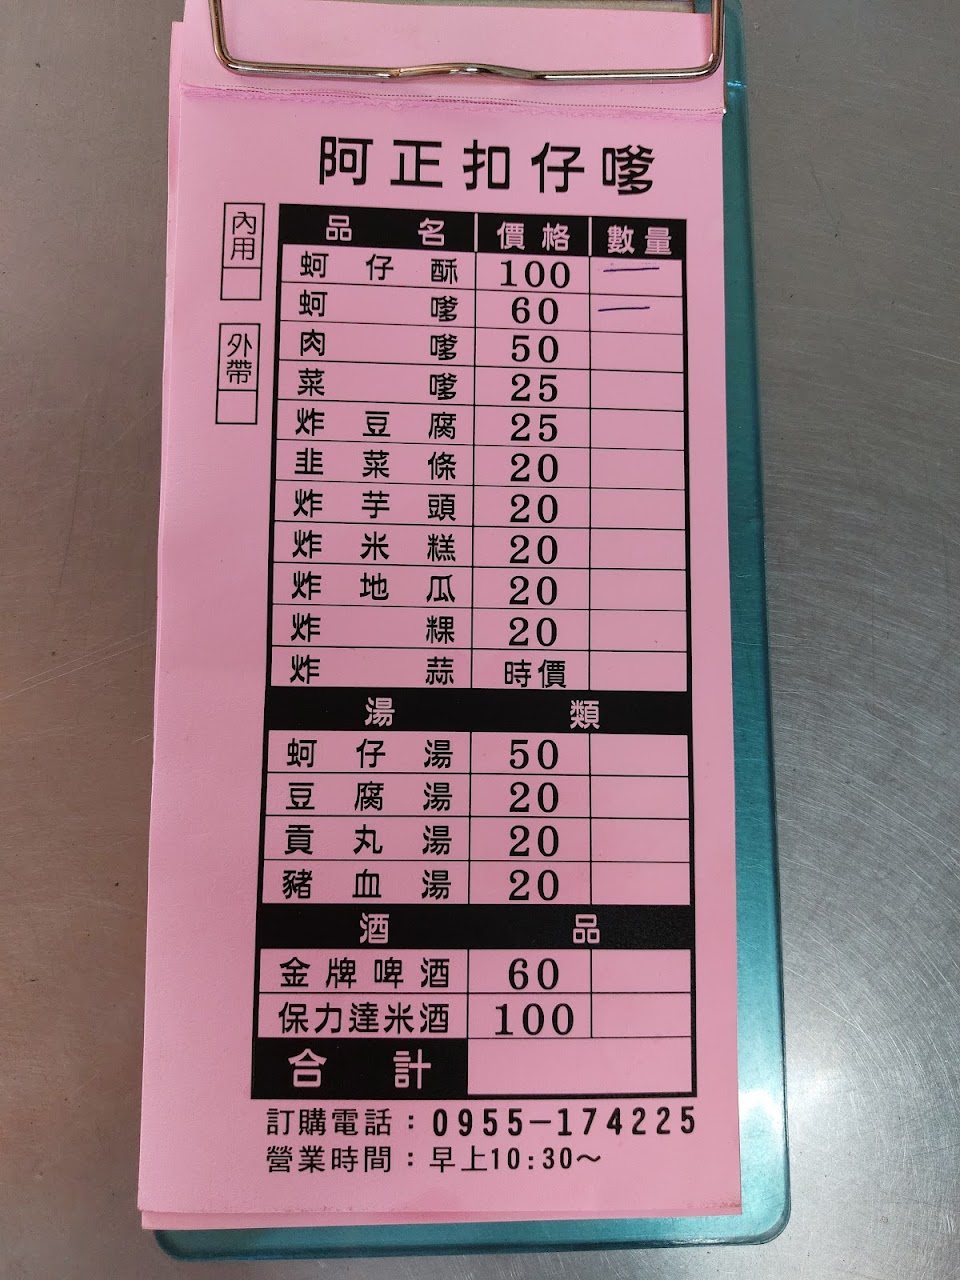 阿正扣仔嗲
內用
外帶
品名 價格 數量
蚵仔酥 100 一
蚵嗲 60 一
肉嗲 50
菜嗲 25
炸豆腐 25
韭菜條 20
炸芋頭 20
炸米糕 20
炸地瓜 20
炸粿 20
炸蒜 時價
湯類
蚵仔湯 50
豆腐湯 20
貢丸湯 20
豬血湯 20
酒品
金牌啤酒 60
保力達米酒 100
合計
訂購電話：0955-174225
營業時間：早上10:30～